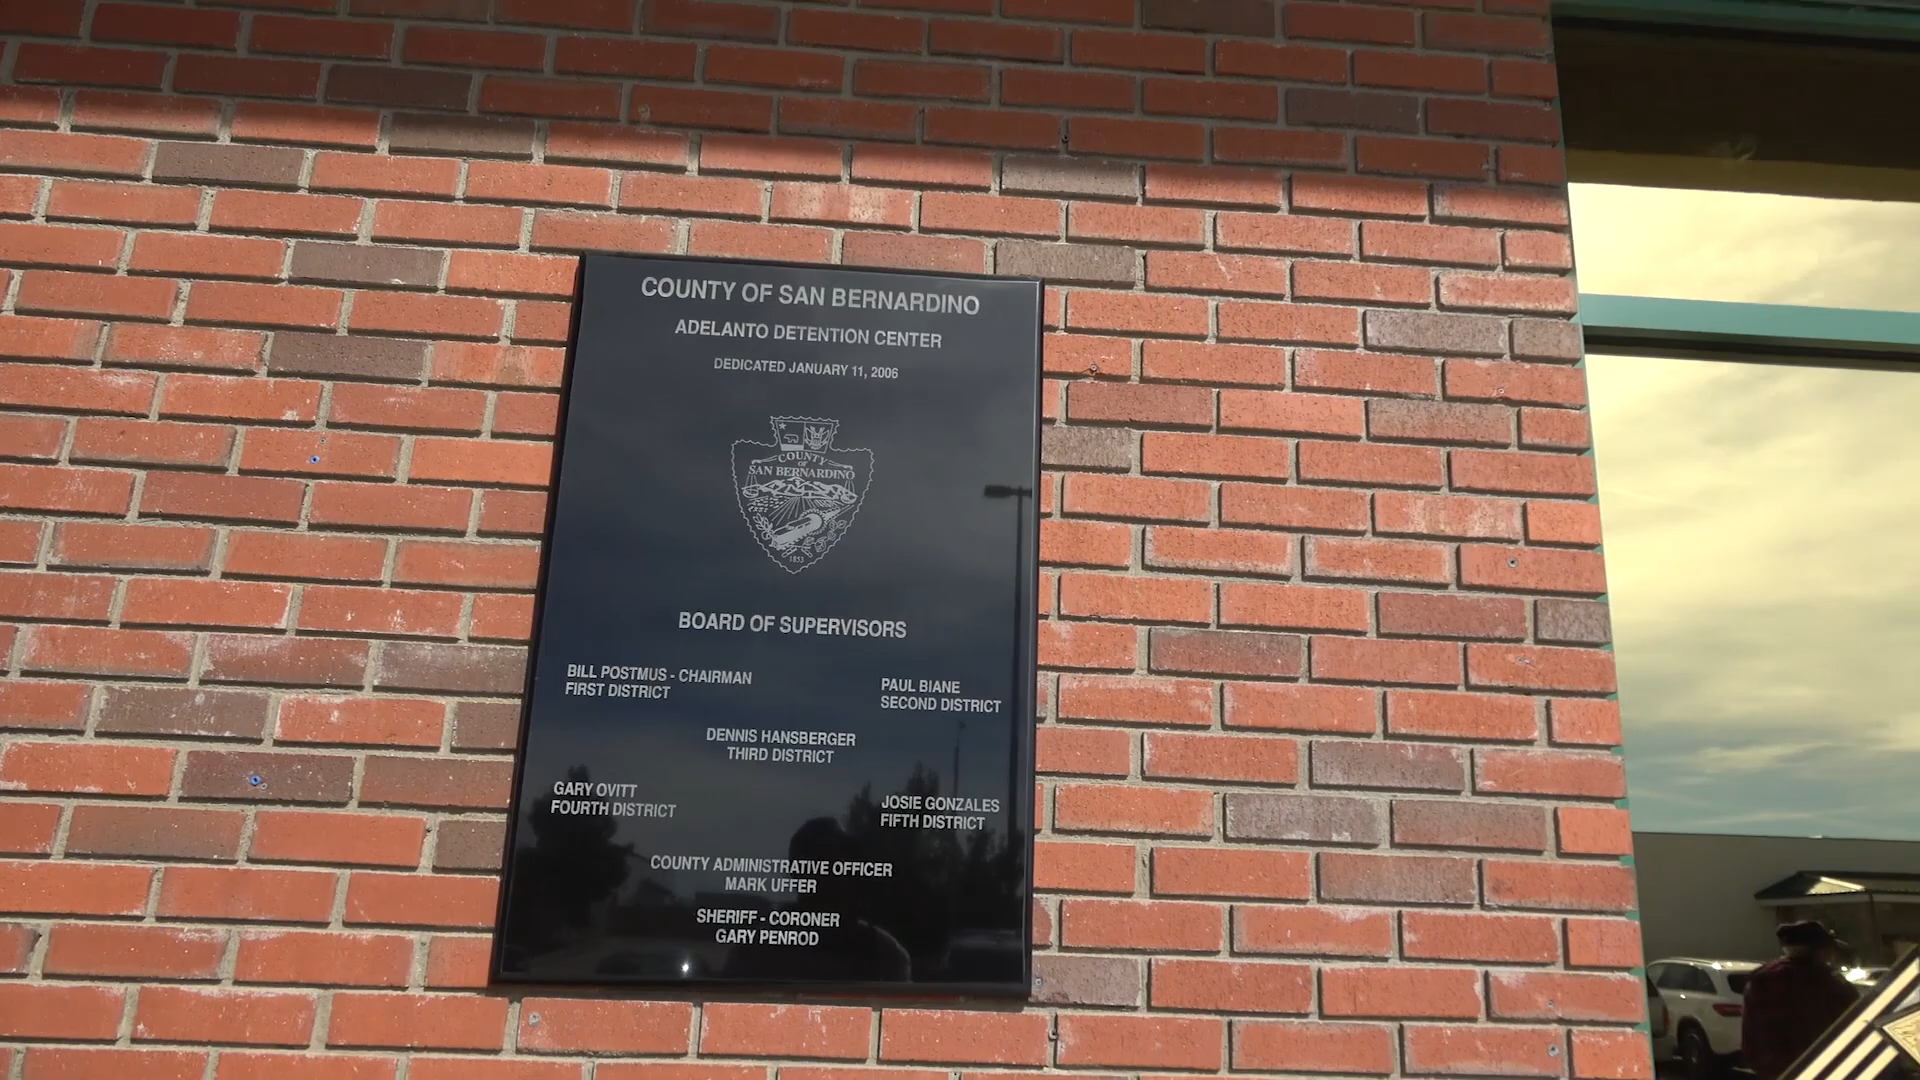 COUNTY OF SAN BERNARDINO
ADELANTO DETENTION CENTER
DEDICATED JANUARY 11, 2006
COUNTY
OF
SAN BERNARDINO
1853
BOARD OF SUPERVISORS
BILL POSTMUS - CHAIRMAN
FIRST DISTRICT
PAUL BIANE
SECOND DISTRICT
DENNIS HANSBERGER
THIRD DISTRICT
GARY OVITT
FOURTH DISTRICT
JOSIE GONZALES
FIFTH DISTRICT
COUNTY ADMINISTRATIVE OFFICER
MARK UFFER
SHERIFF - CORONER
GARY PENROD